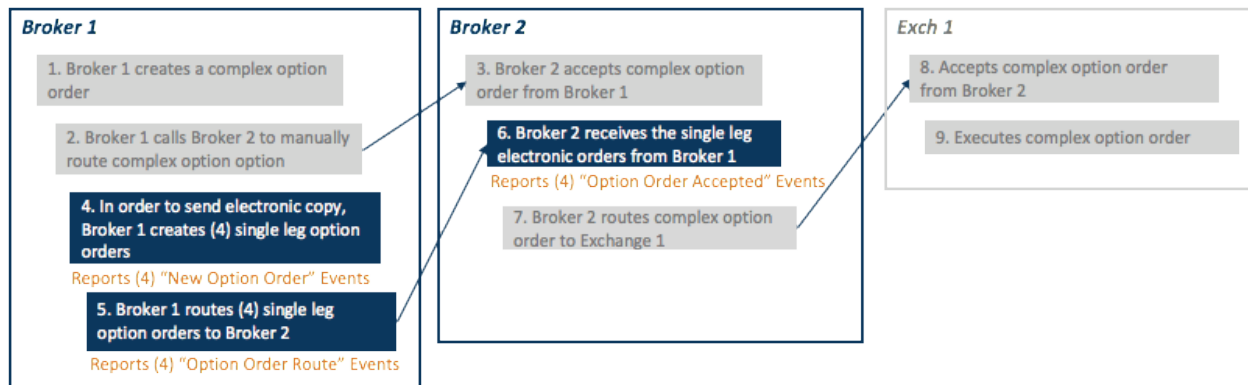 Broker 1
1. Broker 1 creates a complex option
order
2. Broker 1 calls Broker 2 to manually
route complex option option
4. In order to send electronic copy,
Broker 1 creates (4) single leg option
orders
Reports (4) “New Option Order” Events
5. Broker 1 routes (4) single leg
option orders to Broker 2
Reports (4) “Option Order Route” Events
Broker 2
3. Broker 2 accepts complex option
order from Broker 1
6. Broker 2 receives the single leg
electronic orders from Broker 1
Reports (4) “Option Order Accepted” Events
7. Broker 2 routes complex option
order to Exchange 1
Exch 1
8. Accepts complex option order
from Broker 2
9. Executes complex option order